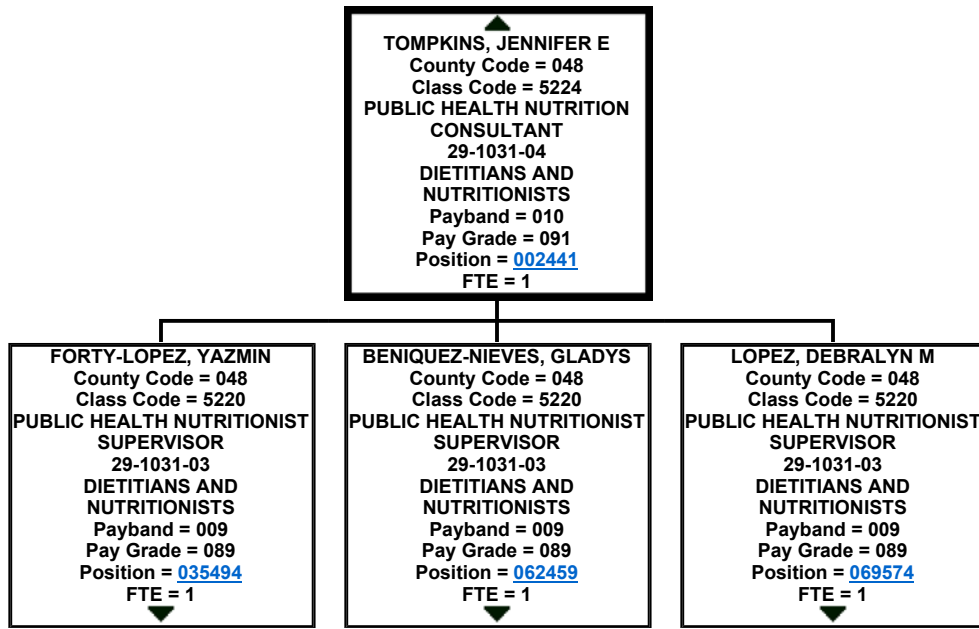 TOMPKINS, JENNIFER E
County Code = 048
Class Code = 5224
PUBLIC HEALTH NUTRITION
CONSULTANT
29-1031-04
DIETITIANS AND
NUTRITIONISTS
Payband = 010
Pay Grade = 091
Position = 002441
FTE = 1
FORTY-LOPEZ, YAZMIN
County Code = 048
Class Code = 5220
PUBLIC HEALTH NUTRITIONIST
SUPERVISOR
29-1031-03
DIETITIANS AND
NUTRITIONISTS
Payband = 009
Pay Grade = 089
Position = 035494
FTE = 1
BENIQUEZ-NIEVES, GLADYS
County Code = 048
Class Code = 5220
PUBLIC HEALTH NUTRITIONIST
SUPERVISOR
29-1031-03
DIETITIANS AND
NUTRITIONISTS
Payband = 009
Pay Grade = 089
Position = 062459
FTE = 1
LOPEZ, DEBRALYN M
County Code = 048
Class Code = 5220
PUBLIC HEALTH NUTRITIONIST
SUPERVISOR
29-1031-03
DIETITIANS AND
NUTRITIONISTS
Payband = 009
Pay Grade = 089
Position = 069574
FTE = 1